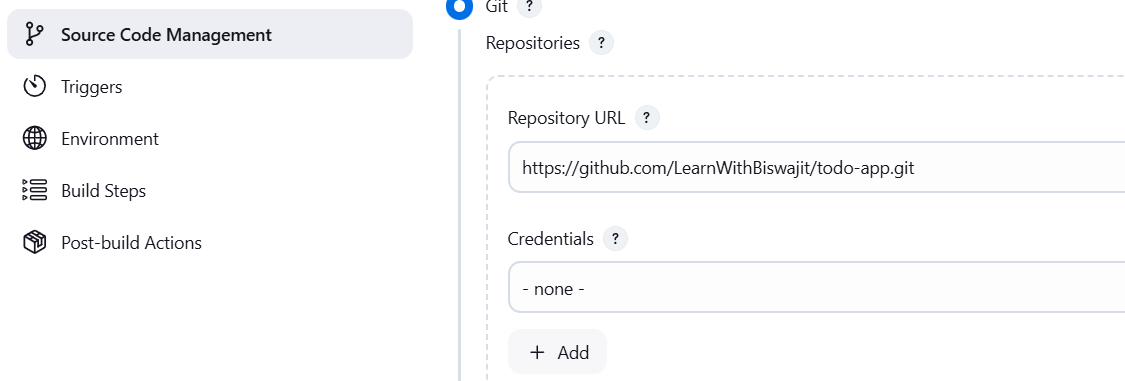 Source Code Management
Triggers
Environment
Build Steps
Post-build Actions
Git ?
Repositories ?
Repository URL ?
https://github.com/LearnWithBiswajit/todo-app.git
Credentials ?
- none -
+ Add